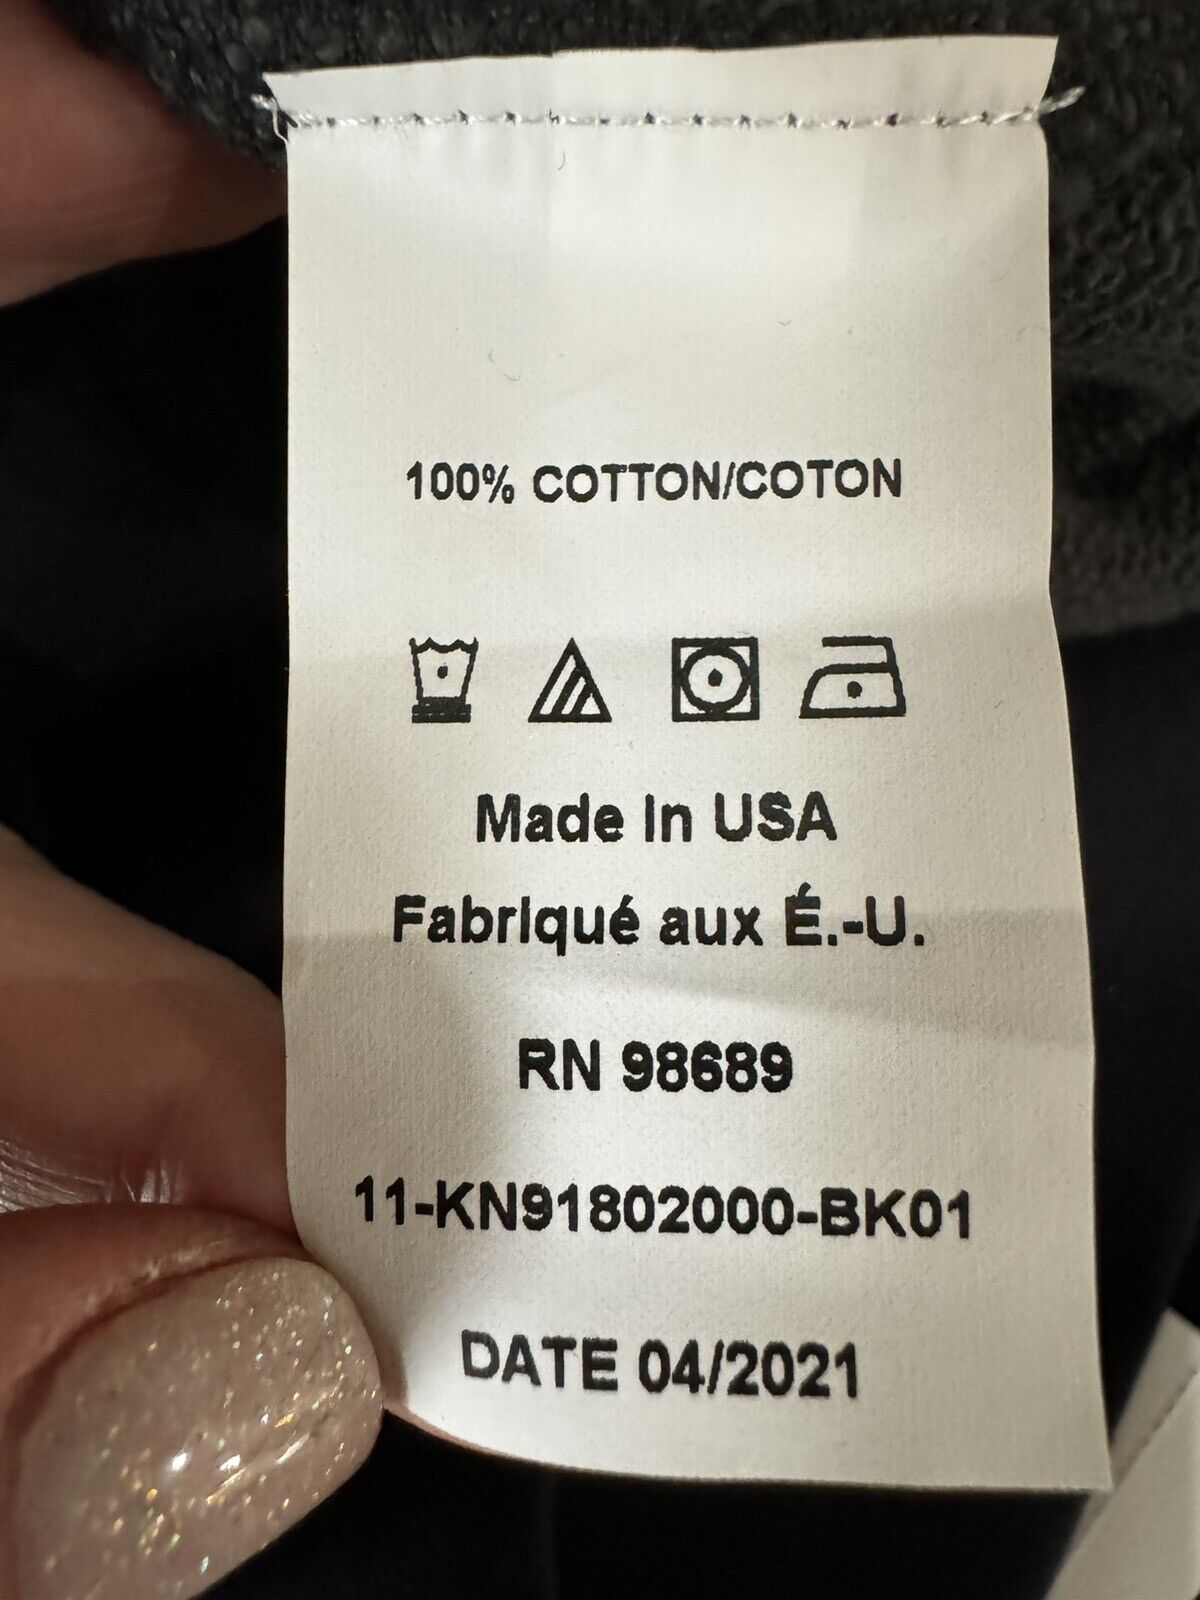 100% COTTON/COTON
Made In USA
Fabriqué aux É.-U.
RN 98689
11-KN91802000-BK01
DATE 04/2021